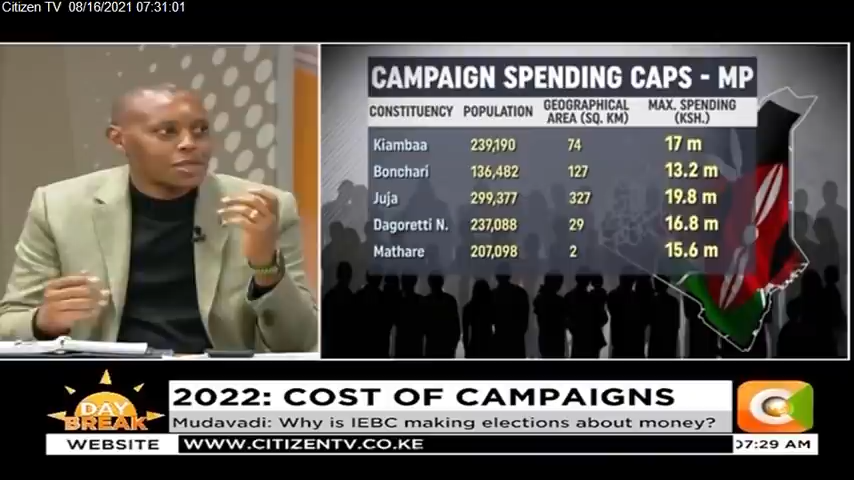 Citizen TV 08/16/2021 07:31:01
CAMPAIGN SPENDING CAPS - MP
CONSTITUENCY POPULATION GEOGRAPHICAL AREA (SQ. KM) MAX. SPENDING (KSH.)
Kiambaa 239,190 74 17 m
Bonchari 136,482 127 13.2 m
Juja 299,377 327 19.8 m
Dagoretti N. 237,088 29 16.8 m
Mathare 207,098 2 15.6 m
DAY BREAK
2022: COST OF CAMPAIGNS
Mudavadi: Why is IEBC making elections about money?
WEBSITE WWW.CITIZENTV.CO.KE 07:29 AM